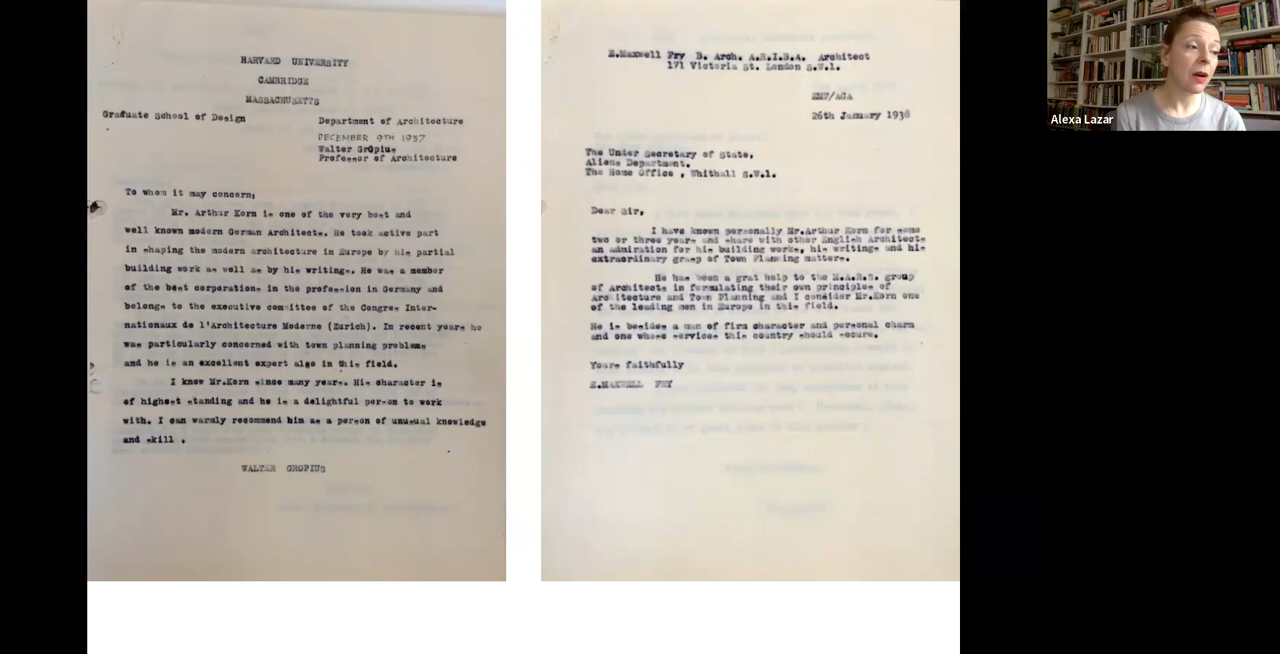 HARVARD UNIVERSITY
CAMBRIDGE
MASSACHUSETTS
Graduate School of Design
Department of Architecture
DECEMBER 9TH 1937
Walter Gropius
Professor of Architecture
To whom it may concern;
Mr. Arthur Korn is one of the very best and
well known modern German Architects. He took active part
in shaping the modern architecture in Europe by his partial
building work as well as by his writings. He was a member
of the best corporations in the profession in Germany and
belongs to the executive committee of the Congres Inter-
nationaux de l'Architecture Moderne (Zurich). In recent years he
was particularly concerned with town planning problems
and he is an excellent expert also in this field.
I know Mr.Korn since many years. His character is
of highest standing and he is a delightful person to work
with. I can warmly recommend him as a person of unusual knowledge
and skill .
WALTER GROPIUS
E.Maxwell Fry B. Arch. A.R.I.B.A. Architect
171 Victoria St. London S.W.1.
EMF/ACA
26th January 1938
The Under Secretary of State,
Aliens Department.
The Home Office , Whithall S.W.1.
Dear Sir,
I have known personally Mr.Arthur Korn for some
two or three years and share with other English Architects
an admiration for his building works, his writings and his
extraordinary grasp of Town Planning matters.
He has been a grat help to the M.A.R.S. group
of Architects in formulating their own principles of
Architecture and Town Planning and I consider Mr.Korn one
of the leading men in Europe in this field.
He is besides a man of firm character and personal charm
and one whose services this country should secure.
Yours faithfully
E.MAXWELL FRY
Alexa Lazar